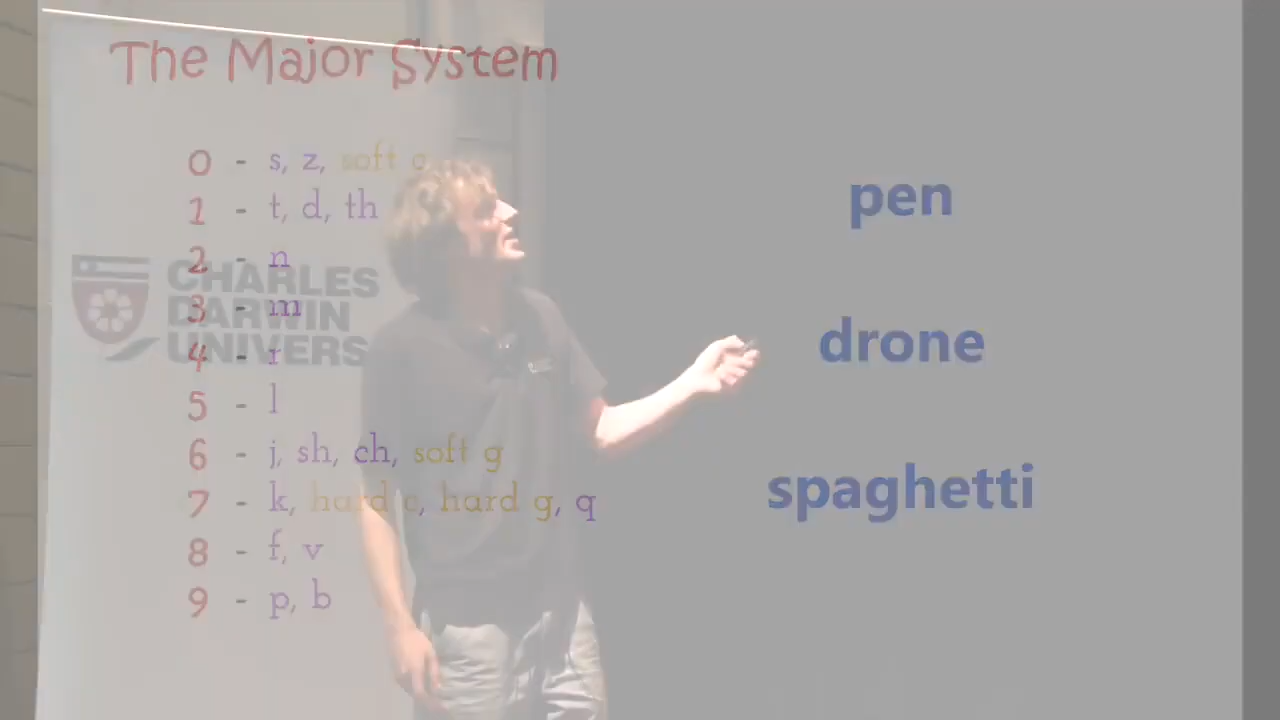 The Major System
0 - s, z, soft c
1 - t, d, th
2 - n
3 - m
4 - r
5 - l
6 - j, sh, ch, soft g
7 - k, hard c, hard g, q
8 - f, v
9 - p, b
CHARLES
DARWIN
UNIVERS
pen
drone
spaghetti